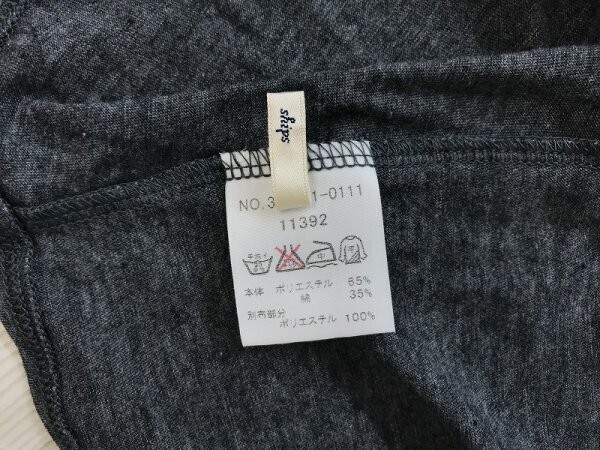 ships
NO.3 1-0111
11392
中
本体 ポリエステル 65%
綿 35%
別布部分
ポリエステル 100%